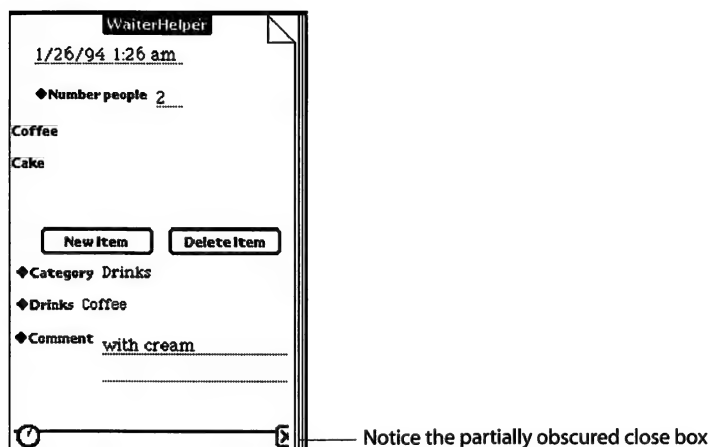 WaiterHelper
1/26/94 1:26 am
◆Number people 2
Coffee
Cake
New Item Delete Item
◆Category Drinks
◆Drinks Coffee
◆Comment with cream
Notice the partially obscured close box